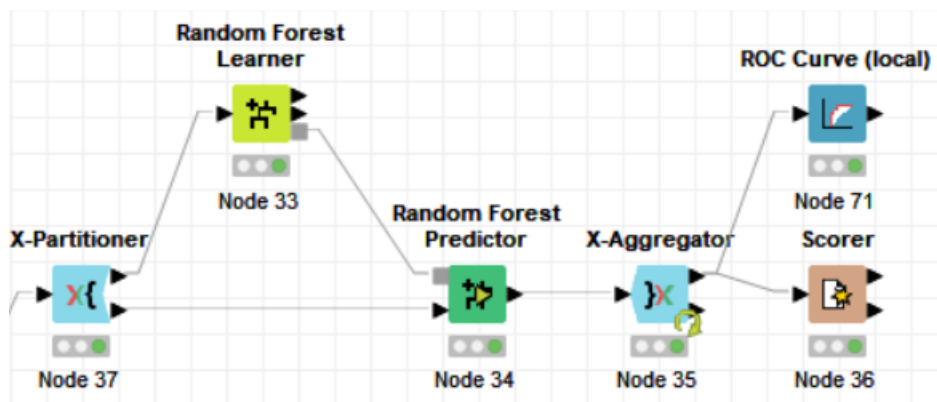 Random Forest
Learner
ROC Curve (local)
Node 33
Node 71
X-Partitioner
Random Forest
Predictor
X-Aggregator
Scorer
X{
}X
Node 37
Node 34
Node 35
Node 36